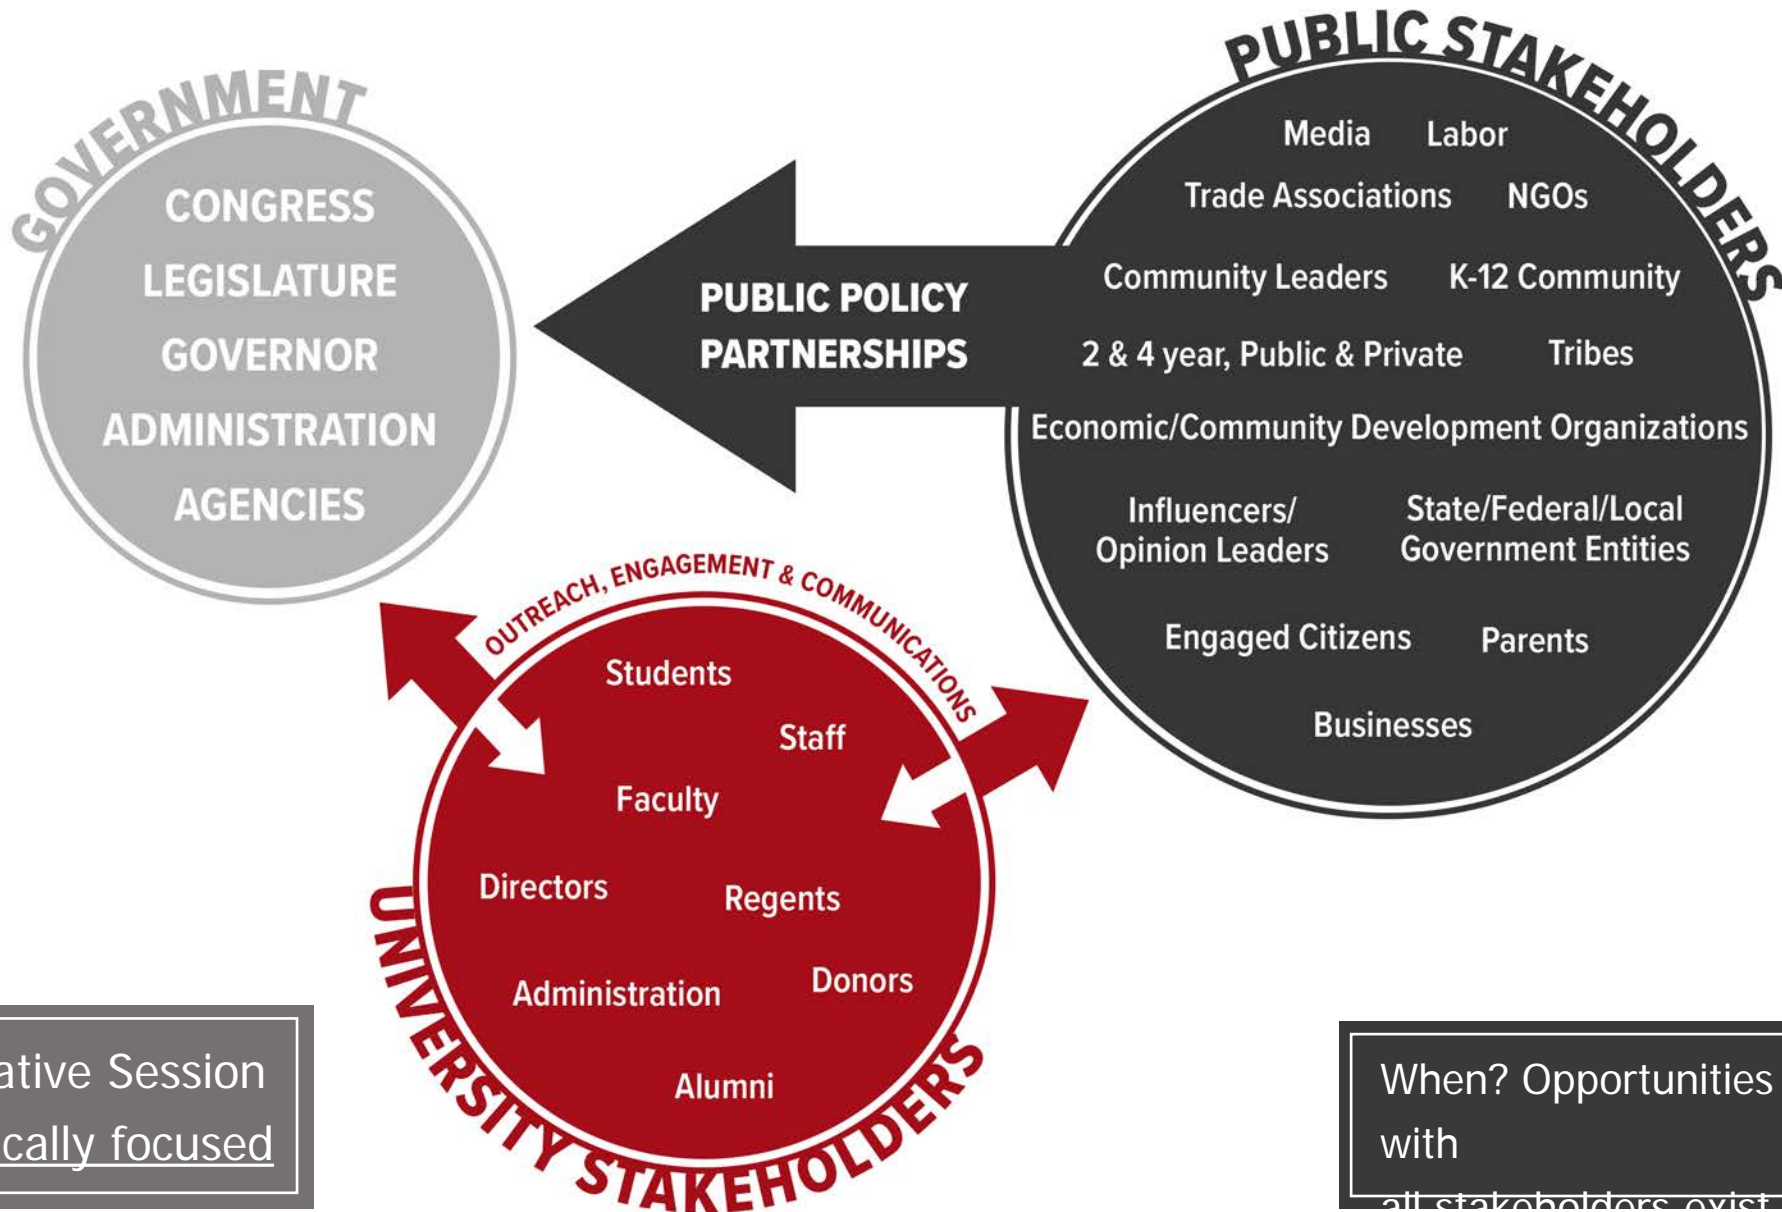 GOVERNMENT
CONGRESS
LEGISLATURE
GOVERNOR
ADMINISTRATION
AGENCIES
PUBLIC POLICY
PARTNERSHIPS
PUBLIC STAKEHOLDERS
Media Labor
Trade Associations NGOs
Community Leaders K-12 Community
2 & 4 year, Public & Private Tribes
Economic/Community Development Organizations
Influencers/
Opinion Leaders
State/Federal/Local
Government Entities
Engaged Citizens Parents
Businesses
OUTREACH, ENGAGEMENT & COMMUNICATIONS
Students
Staff
Faculty
Directors Regents
Administration Donors
Alumni
UNIVERSITY STAKEHOLDERS
Session
focused
When? Opportunities
with
all stakeholders exist